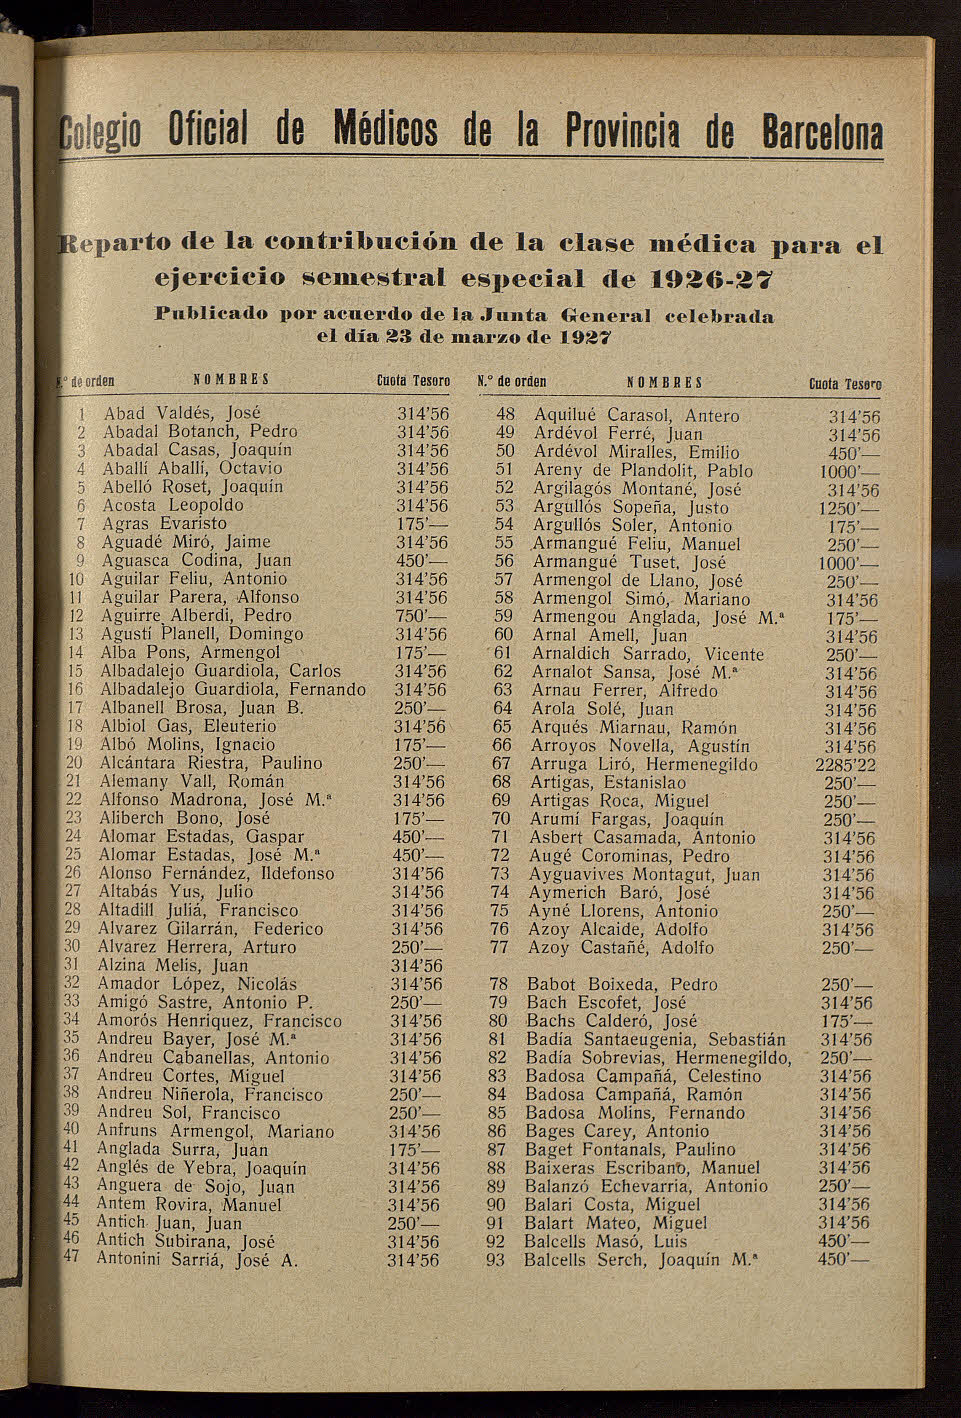 Colegio Oficial de Médicos de la Provincia de Barcelona
Reparto de la contribución de la clase médica para el
ejercicio semestral especial de 1926-27
Publicado por acuerdo de la Junta General celebrada
el día 23 de marzo de 1927
N.º de orden NOMBRES Cuota Tesoro
1 Abad Valdés, José 314'56
2 Abadal Botanch, Pedro 314'56
3 Abadal Casas, Joaquín 314'56
4 Aballí Aballí, Octavio 314'56
5 Abelló Roset, Joaquín 314'56
6 Acosta Leopoldo 314'56
7 Agras Evaristo 175'—
8 Aguadé Miró, Jaime 314'56
9 Aguasca Codina, Juan 450'—
10 Aguilar Feliu, Antonio 314'56
11 Aguilar Parera, Alfonso 314'56
12 Aguirre Alberdi, Pedro 750'—
13 Agustí Planell, Domingo 314'56
14 Alba Pons, Armengol 175'—
15 Albadalejo Guardiola, Carlos 314'56
16 Albadalejo Guardiola, Fernando 314'56
17 Albanell Brosa, Juan B. 250'—
18 Albiol Gas, Eleuterio 314'56
19 Albó Molins, Ignacio 175'—
20 Alcántara Riestra, Paulino 250'—
21 Alemany Vall, Román 314'56
22 Alfonso Madrona, José M.ª 314'56
23 Aliberch Bono, José 175'—
24 Alomar Estadas, Gaspar 450'—
25 Alomar Estadas, José M.ª 450'—
26 Alonso Fernández, Ildefonso 314'56
27 Altabás Yus, Julio 314'56
28 Altadill Juliá, Francisco 314'56
29 Alvarez Gilarrán, Federico 314'56
30 Alvarez Herrera, Arturo 250'—
31 Alzina Melis, Juan 314'56
32 Amador López, Nicolás 314'56
33 Amigó Sastre, Antonio P. 250'—
34 Amorós Henriquez, Francisco 314'56
35 Andreu Bayer, José M.ª 314'56
36 Andreu Cabanellas, Antonio 314'56
37 Andreu Cortes, Miguel 314'56
38 Andreu Niñerola, Francisco 250'—
39 Andreu Sol, Francisco 250'—
40 Anfruns Armengol, Mariano 314'56
41 Anglada Surra, Juan 175'—
42 Anglés de Yebra, Joaquín 314'56
43 Anguera de Sojo, Juan 314'56
44 Antem Rovira, Manuel 314'56
45 Antich Juan, Juan 250'—
46 Antich Subirana, José 314'56
47 Antonini Sarriá, José A. 314'56
N.º de orden NOMBRES Cuota Tesoro
48 Aquilué Carasol, Antero 314'56
49 Ardévol Ferré, Juan 314'56
50 Ardévol Miralles, Emilio 450'—
51 Areny de Plandolit, Pablo 1000'—
52 Argilagós Montané, José 314'56
53 Argullós Sopeña, Justo 1250'—
54 Argullós Soler, Antonio 175'—
55 Armangué Feliu, Manuel 250'—
56 Armangué Tuset, José 1000'—
57 Armengol de Llano, José 250'—
58 Armengol Simó, Mariano 314'56
59 Armengou Anglada, José M.ª 175'—
60 Arnal Amell, Juan 314'56
61 Arnaldich Sarrado, Vicente 250'—
62 Arnalot Sansa, José M.ª 314'56
63 Arnau Ferrer, Alfredo 314'56
64 Arola Solé, Juan 314'56
65 Arqués Miarnau, Ramón 314'56
66 Arroyos Novella, Agustín 314'56
67 Arruga Liró, Hermenegildo 2285'22
68 Artigas, Estanislao 250'—
69 Artigas Roca, Miguel 250'—
70 Arumí Fargas, Joaquín 250'—
71 Asbert Casamada, Antonio 314'56
72 Augé Corominas, Pedro 314'56
73 Ayguavives Montagut, Juan 314'56
74 Aymerich Baró, José 314'56
75 Ayné Llorens, Antonio 250'—
76 Azoy Alcaide, Adolfo 314'56
77 Azoy Castañé, Adolfo 250'—
78 Babot Boixeda, Pedro 250'—
79 Bach Escofet, José 314'56
80 Bachs Calderó, José 175'—
81 Badía Santaeugenia, Sebastián 314'56
82 Badía Sobrevias, Hermenegildo, 250'—
83 Badosa Campañá, Celestino 314'56
84 Badosa Campañá, Ramón 314'56
85 Badosa Molins, Fernando 314'56
86 Bages Carey, Antonio 314'56
87 Baget Fontanals, Paulino 314'56
88 Baixeras Escribano, Manuel 314'56
89 Balanzó Echevarria, Antonio 250'—
90 Balari Costa, Miguel 314'56
91 Balart Mateo, Miguel 314'56
92 Balcells Masó, Luis 450'—
93 Balcells Serch, Joaquín M.ª 450'—